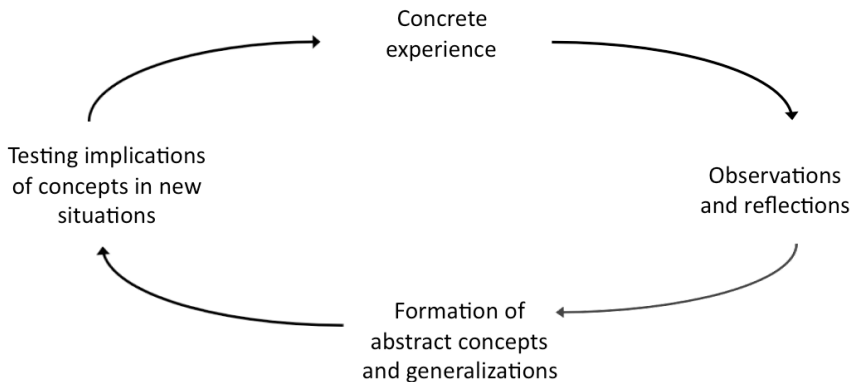 Concrete
experience
Observations
and reflections
Formation of
abstract concepts
and generalizations
Testing implications
of concepts in new
situations